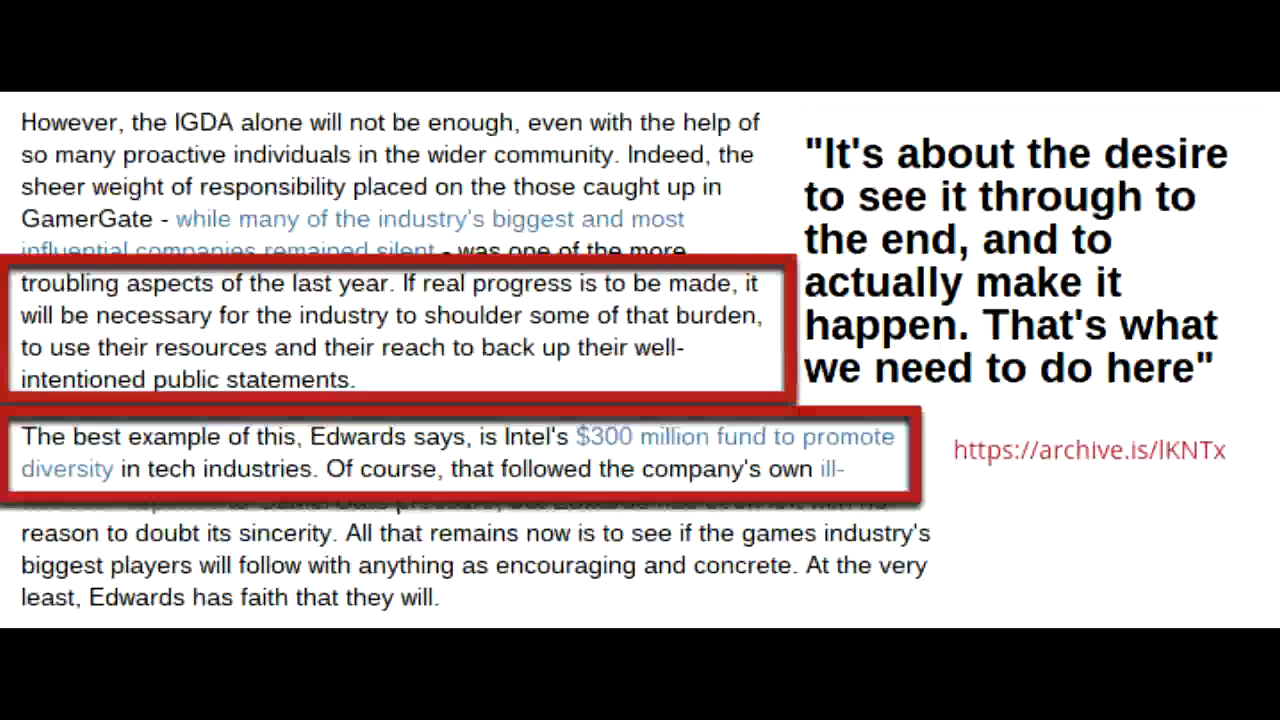 However, the IGDA alone will not be enough, even with the help of
so many proactive individuals in the wider community. Indeed, the
sheer weight of responsibility placed on the those caught up in
GamerGate - while many of the industry's biggest and most
influential companies remained silent - was one of the more
troubling aspects of the last year. If real progress is to be made, it
will be necessary for the industry to shoulder some of that burden,
to use their resources and their reach to back up their well-
intentioned public statements.
The best example of this, Edwards says, is Intel's $300 million fund to promote
diversity in tech industries. Of course, that followed the company's own ill-
reason to doubt its sincerity. All that remains now is to see if the games industry's
biggest players will follow with anything as encouraging and concrete. At the very
least, Edwards has faith that they will.
"It's about the desire
to see it through to
the end, and to
actually make it
happen. That's what
we need to do here"
https://archive.is/lKNTx